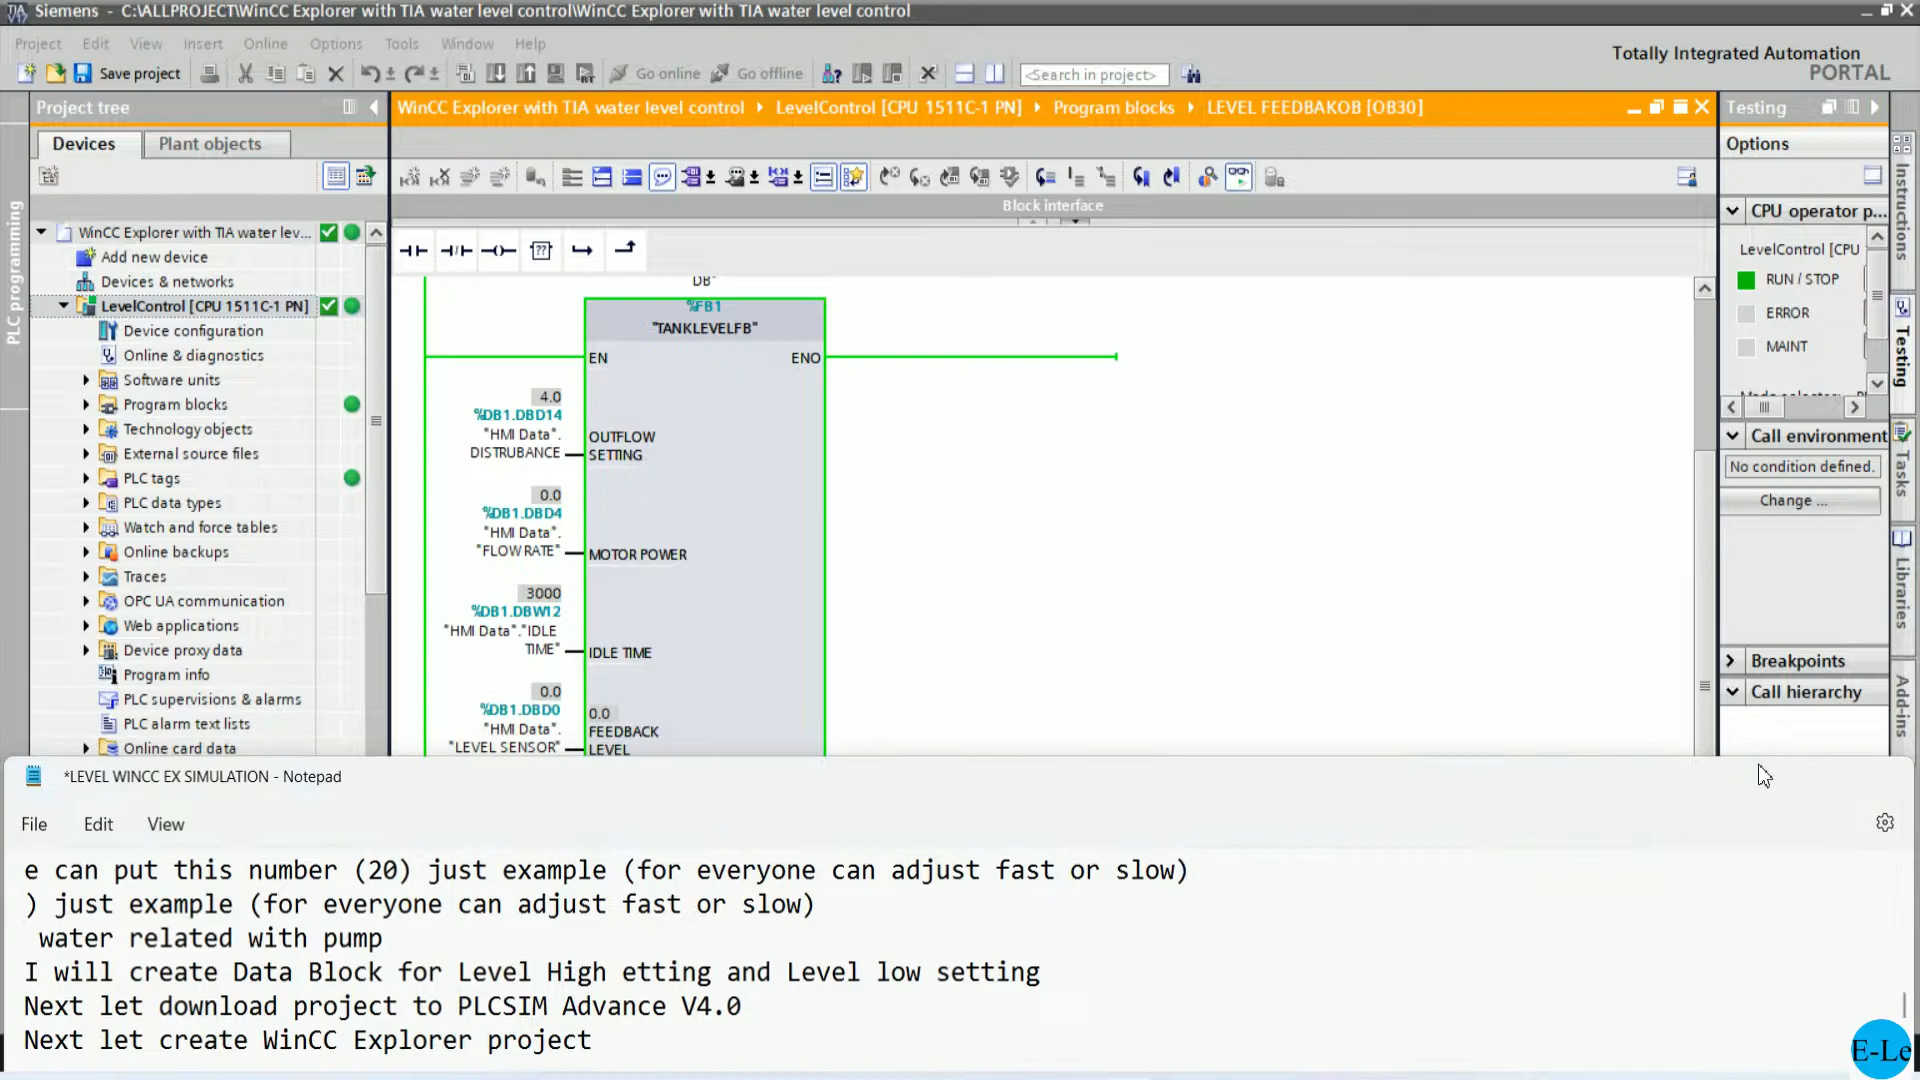 Siemens - C:\ALLPROJECT\WinCC Explorer with TIA water level control\WinCC Explorer with TIA water level control
Project Edit View Insert Online Options Tools Window Help
Totally Integrated Automation
PORTAL
Save project
Go online
Go offline
<Search in project>
Project tree
WinCC Explorer with TIA water level control
LevelControl [CPU 1511C-1 PN]
Program blocks
LEVEL FEEDBAKOB [OB30]
Testing
Devices
Plant objects
Options
Block interface
PLC programming
WinCC Explorer with TIA water lev...
Add new device
Devices & networks
LevelControl [CPU 1511C-1 PN]
Device configuration
Online & diagnostics
Software units
Program blocks
Technology objects
External source files
PLC tags
PLC data types
Watch and force tables
Online backups
Traces
OPC UA communication
Web applications
Device proxy data
Program info
PLC supervisions & alarms
PLC alarm text lists
Online card data
??
DB"
%FB1
"TANKLEVELFB"
EN
ENO
4.0
%DB1.DBD14
"HMI Data".
DISTRUBANCE
OUTFLOW
SETTING
0.0
%DB1.DBD4
"HMI Data".
"FLOW RATE"
MOTOR POWER
3000
%DB1.DBW12
"HMI Data"."IDLE
TIME"
IDLE TIME
0.0
%DB1.DBD0
"HMI Data".
"LEVEL SENSOR"
0.0
FEEDBACK
LEVEL
CPU operator p...
LevelControl [CPU
RUN / STOP
ERROR
MAINT
Call environment
No condition defined.
Change ...
Breakpoints
Call hierarchy
Instructions
Testing
Tasks
Libraries
Add-ins
*LEVEL WINCC EX SIMULATION - Notepad
File Edit View
e can put this number (20) just example (for everyone can adjust fast or slow)
) just example (for everyone can adjust fast or slow)
water related with pump
I will create Data Block for Level High etting and Level low setting
Next let download project to PLCSIM Advance V4.0
Next let create WinCC Explorer project
E-Le